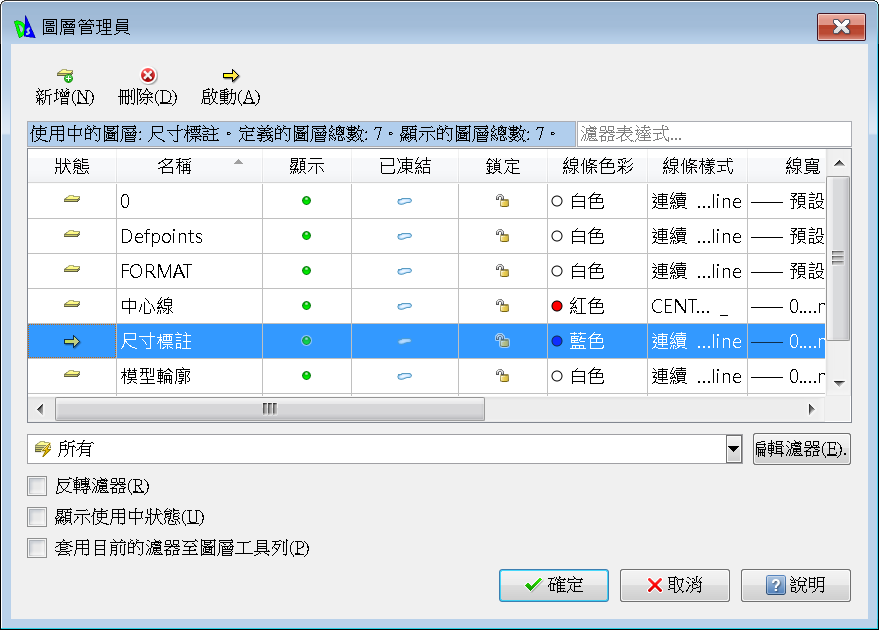 圖層管理員
新增(N) 刪除(D) 啟動(A)
使用中的圖層: 尺寸標註。定義的圖層總數: 7。顯示的圖層總數: 7。 濾器表達式...
狀態 名稱 顯示 已凍結 鎖定 線條色彩 線條樣式 線寬
0 白色 連續 ...line 預設
Defpoints 白色 連續 ...line 預設
FORMAT 白色 連續 ...line 預設
中心線 紅色 CENT... _ 0....n
尺寸標註 藍色 連續 ...line 0....n
模型輪廓 白色 連續 ...line 0....n
所有 編輯濾器(E).
反轉濾器(R)
顯示使用中狀態(U)
套用目前的濾器至圖層工具列(P)
確定 取消 說明